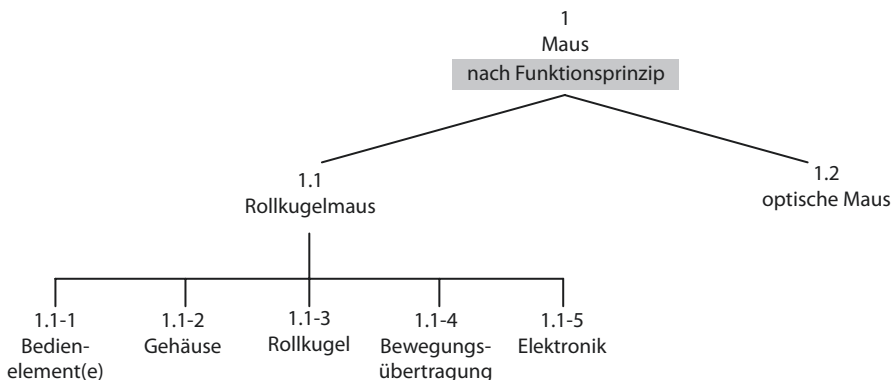 1
Maus
nach Funktionsprinzip
1.1
Rollkugelmaus
1.2
optische Maus
1.1-1
Bedien-
element(e)
1.1-2
Gehäuse
1.1-3
Rollkugel
1.1-4
Bewegungs-
übertragung
1.1-5
Elektronik